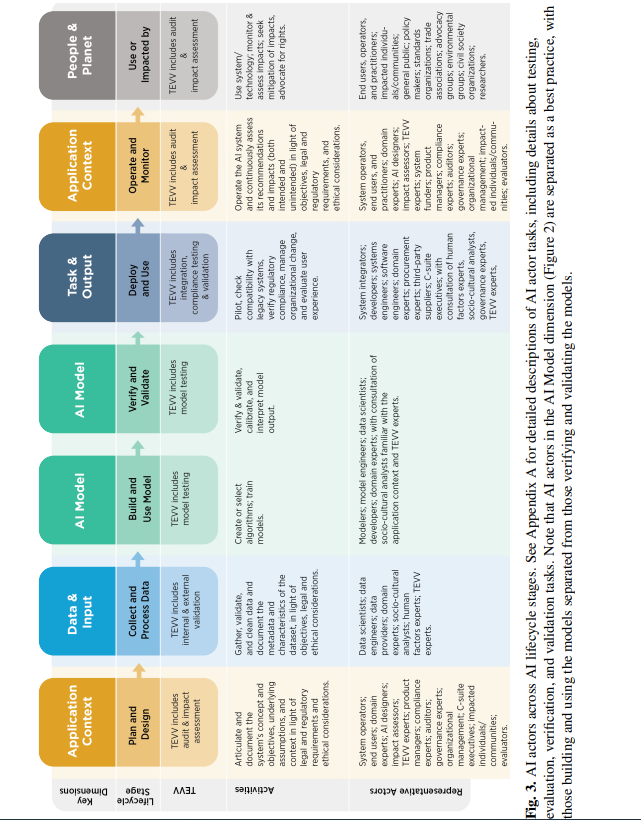 Key
Dimensions
Lifecycle
Stage
TEVV
Activities
Representative Actors
Application
Context
Plan and
Design
TEVV includes
audit & impact
assessment
Articulate and
document the
system's concept and
objectives, underlying
assumptions, and
context in light of
legal and regulatory
requirements and
ethical considerations.
System operators;
end users; domain
experts; AI designers;
impact assessors;
TEVV experts; product
managers; compliance
experts; auditors;
governance experts;
organizational
management; C-suite
executives; impacted
individuals/
communities;
evaluators.
Data &
Input
Collect and
Process Data
TEVV includes
internal & external
validation
Gather, validate,
and clean data and
document the
metadata and
characteristics of the
dataset, in light of
objectives, legal and
ethical considerations.
Data scientists; data
engineers; data
providers; domain
experts; socio-cultural
analysts; human
factors experts; TEVV
experts.
AI Model
Build and
Use Model
TEVV includes
model testing
Create or select
algorithms; train
models.
AI Model
Verify and
Validate
TEVV includes
model testing
Verify & validate,
calibrate, and
interpret model
output.
Modelers; model engineers; data scientists;
developers; domain experts; with consultation of
socio-cultural analysts familiar with the
application context and TEVV experts.
Task &
Output
Deploy
and Use
TEVV includes
integration,
compliance testing
& validation
Pilot, check
compatibility with
legacy systems,
verify regulatory
compliance, manage
organizational change,
and evaluate user
experience.
System integrators;
developers; systems
engineers; software
engineers; domain
experts; procurement
experts; third-party
suppliers; C-suite
executives; with
consultation of human
factors experts,
socio-cultural analysts,
governance experts,
TEVV experts,
Application
Context
Operate and
Monitor
TEVV includes audit
&
impact assessment
Operate the AI system
and continuously assess
its recommendations
and impacts (both
intended and
unintended) in light of
objectives, legal and
regulatory
requirements, and
ethical considerations.
System operators,
end users, and
practitioners; domain
experts; AI designers;
impact assessors; TEVV
experts; system
funders; product
managers; compliance
experts; auditors;
governance experts;
organizational
management; impact-
ed individuals/commu-
nities; evaluators.
People &
Planet
Use or
Impacted by
TEVV includes audit
&
impact assessment
Use system/
technology; monitor &
assess impacts; seek
mitigation of impacts,
advocate for rights.
End users, operators,
and practitioners;
impacted individu-
als/communities;
general public; policy
makers; standards
organizations; trade
associations; advocacy
groups; environmental
groups; civil society
organizations;
researchers.
Fig. 3. AI actors across AI lifecycle stages. See Appendix A for detailed descriptions of AI actor tasks, including details about testing,
evaluation, verification, and validation tasks. Note that AI actors in the AI Model dimension (Figure 2) are separated as a best practice, with
those building and using the models separated from those verifying and validating the models.